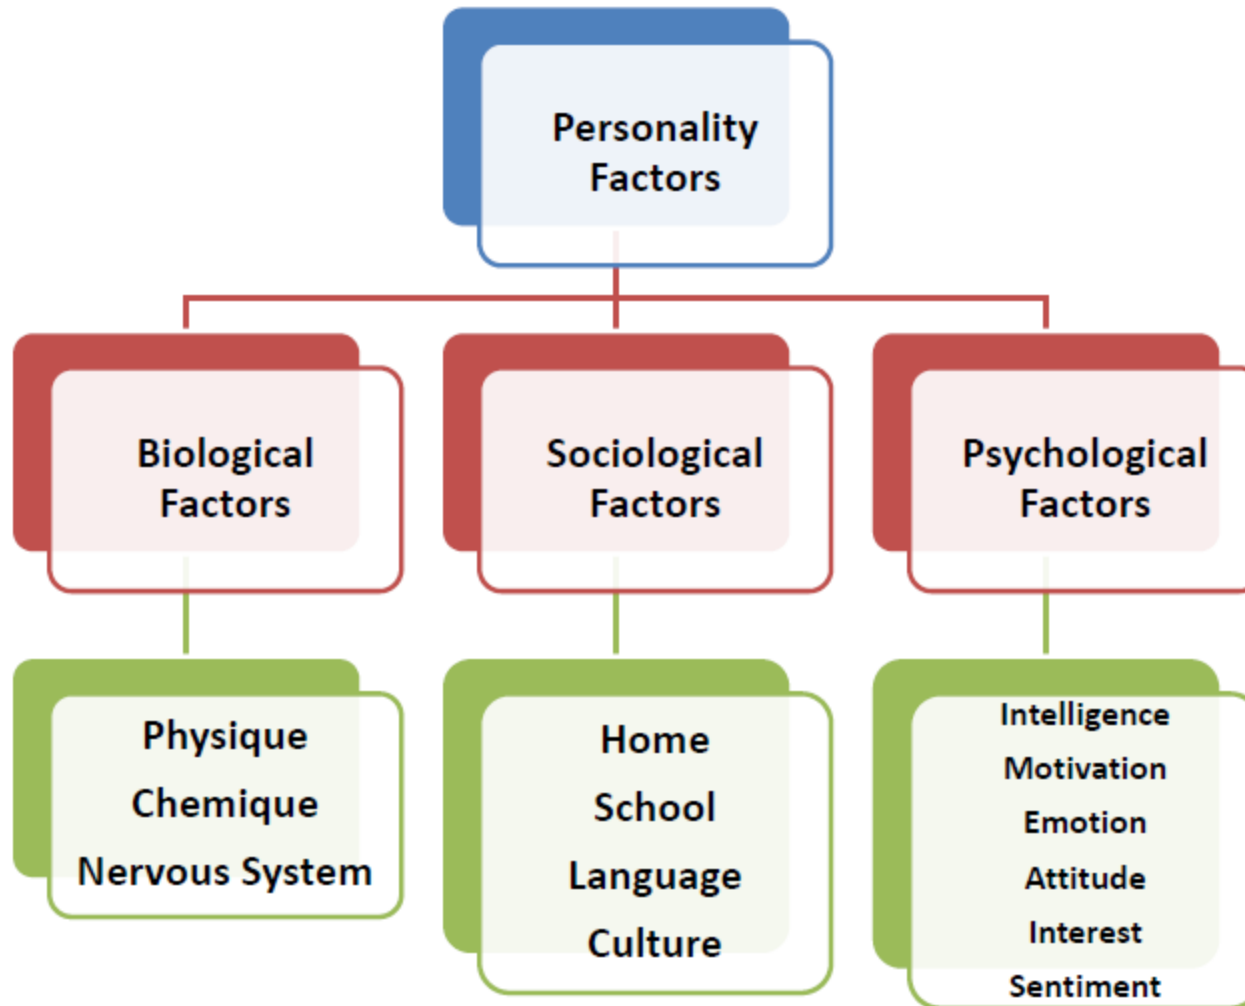 Personality
Factors
Biological
Factors
Sociological
Factors
Psychological
Factors
Physique
Chemique
Nervous System
Home
School
Language
Culture
Intelligence
Motivation
Emotion
Attitude
Interest
Sentiment